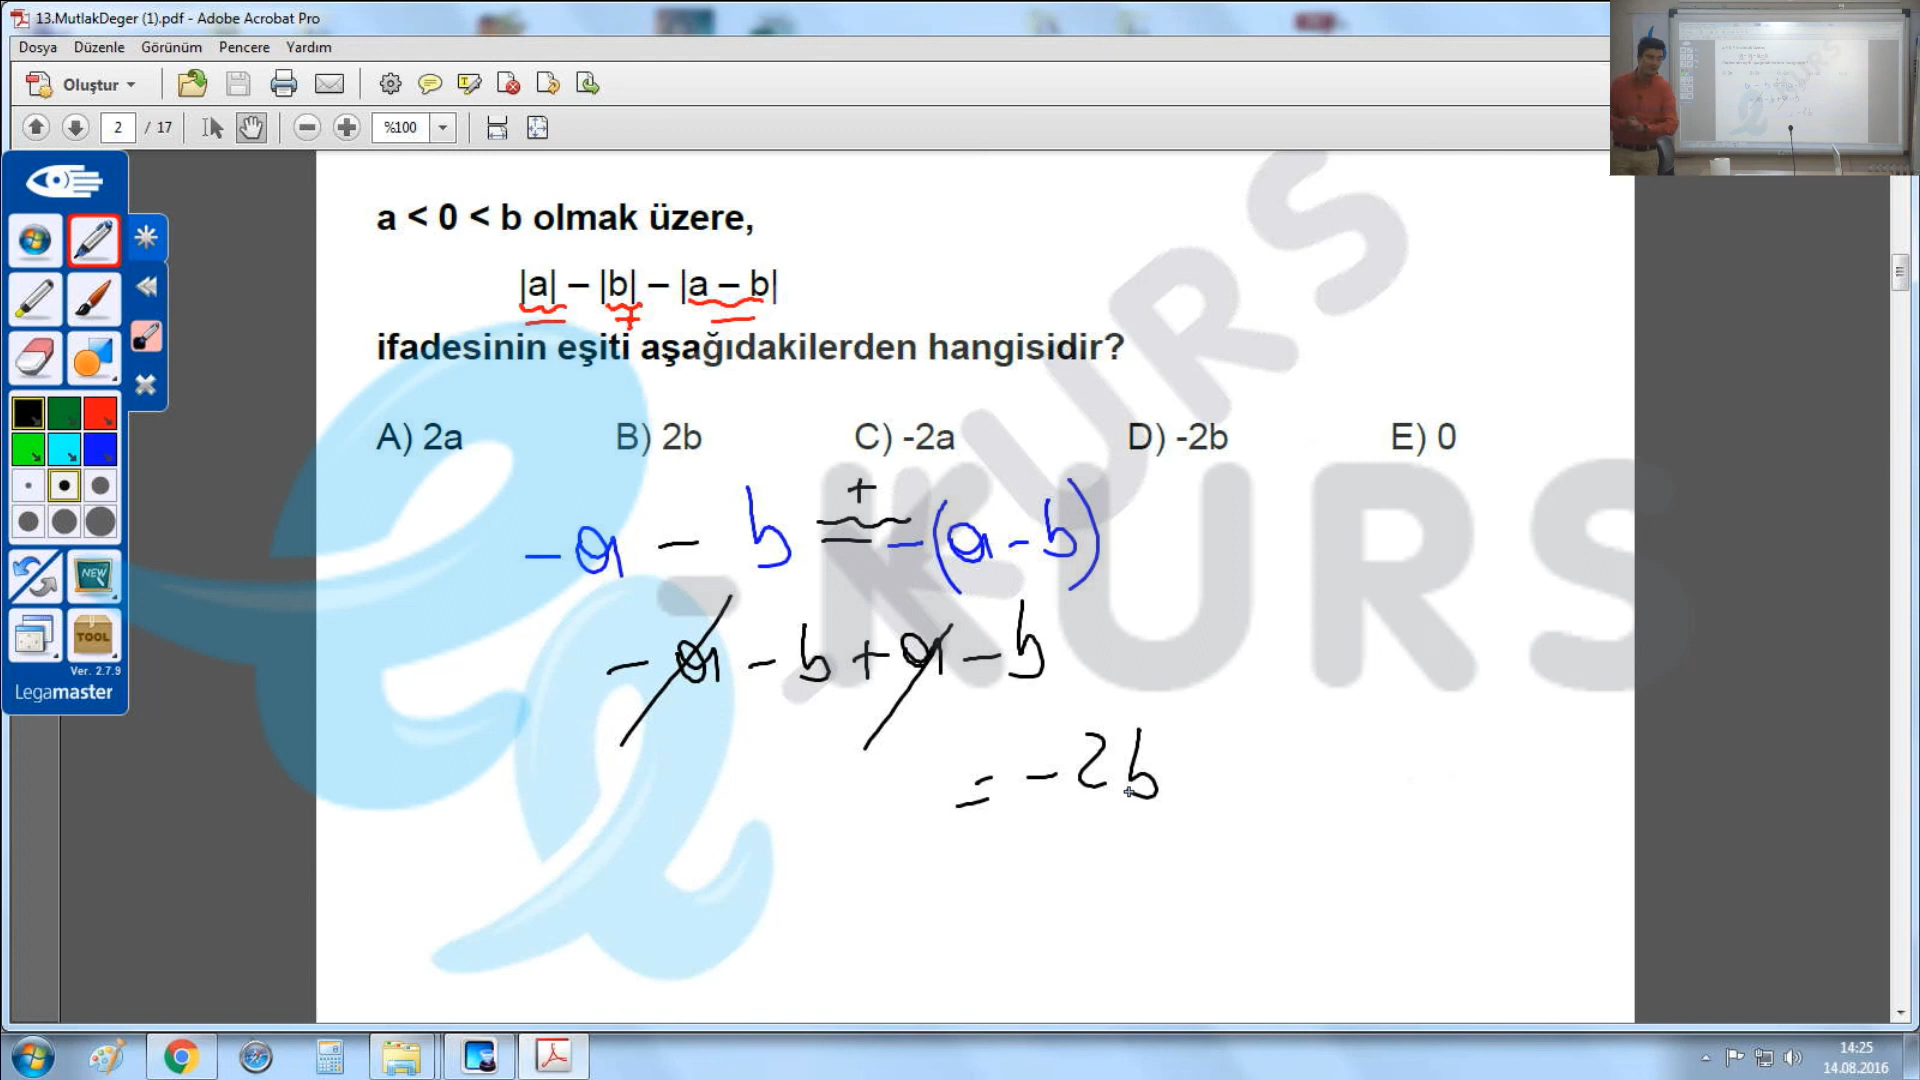 13.MutlakDeger (1).pdf - Adobe Acrobat Pro
Dosya Düzenle Görünüm Pencere Yardım
Oluştur
2 / 17 %100
a < 0 < b olmak üzere,
|a| – |b| – |a – b|
ifadesinin eşiti aşağıdakilerden hangisidir?
A) 2a B) 2b C) -2a D) -2b E) 0
+
- a - b = - (a - b)
- a - b + a - b
= - 2b
KURS
KURS
NEW
TOOL
Ver. 2.7.9
Legamaster
14:25
14.08.2016